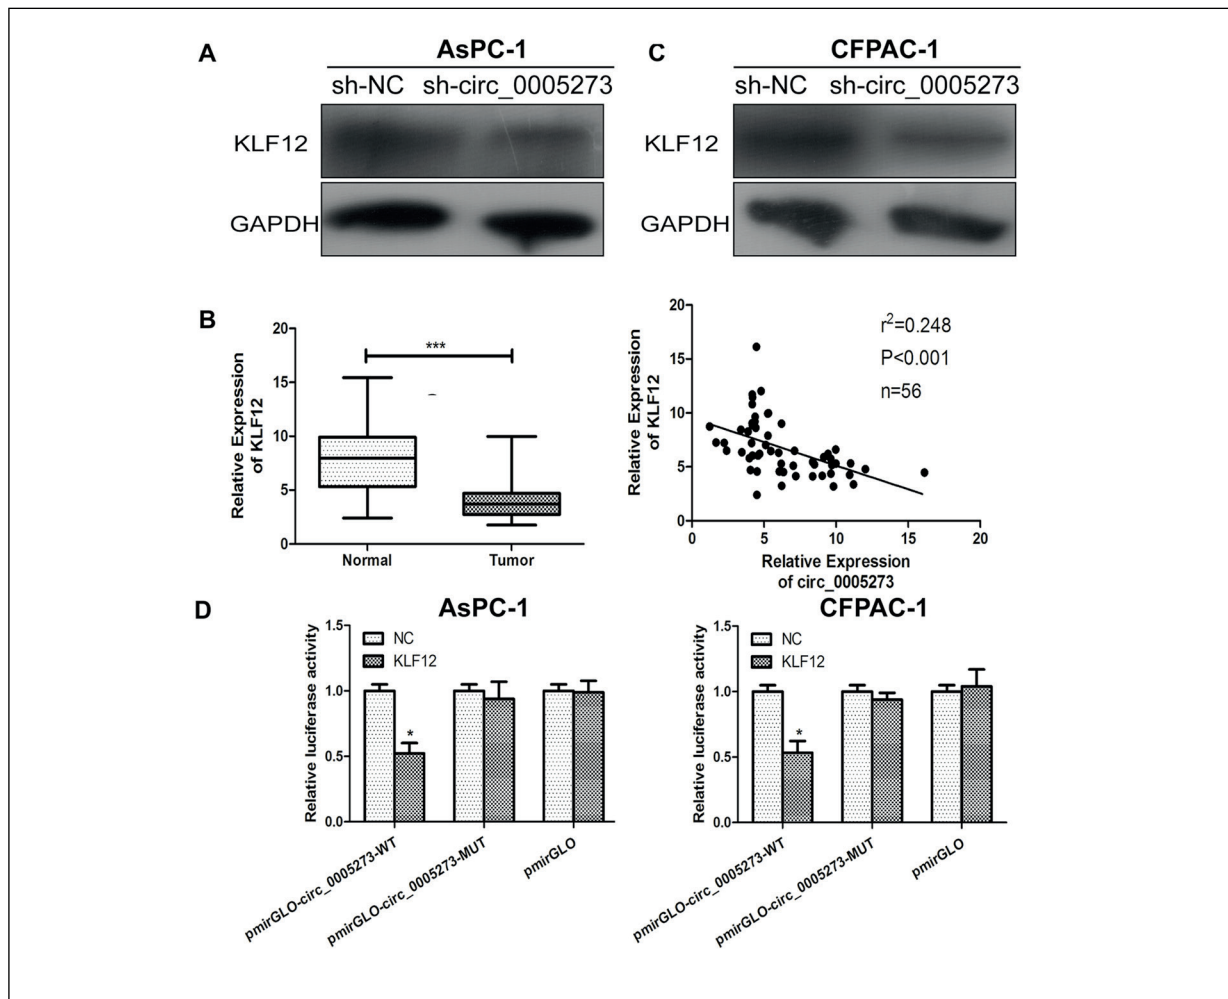 A
AsPC-1
sh-NC sh-circ_0005273
KLF12
GAPDH
C
CFPAC-1
sh-NC sh-circ_0005273
KLF12
GAPDH
B
Relative Expression
of KLF12
20
15
10
5
0
***
Normal
Tumor
Relative Expression
of KLF12
20
15
10
5
0
r²=0.248
P<0.001
n=56
0 5 10 15 20
Relative Expression
of circ_0005273
D
AsPC-1
Relative luciferase activity
1.5
1.0
0.5
0.0
NC
KLF12
*
pmirGLO-circ_0005273-WT
pmirGLO-circ_0005273-MUT
pmirGLO
CFPAC-1
Relative luciferase activity
1.5
1.0
0.5
0.0
NC
KLF12
*
pmirGLO-circ_0005273-WT
pmirGLO-circ_0005273-MUT
pmirGLO